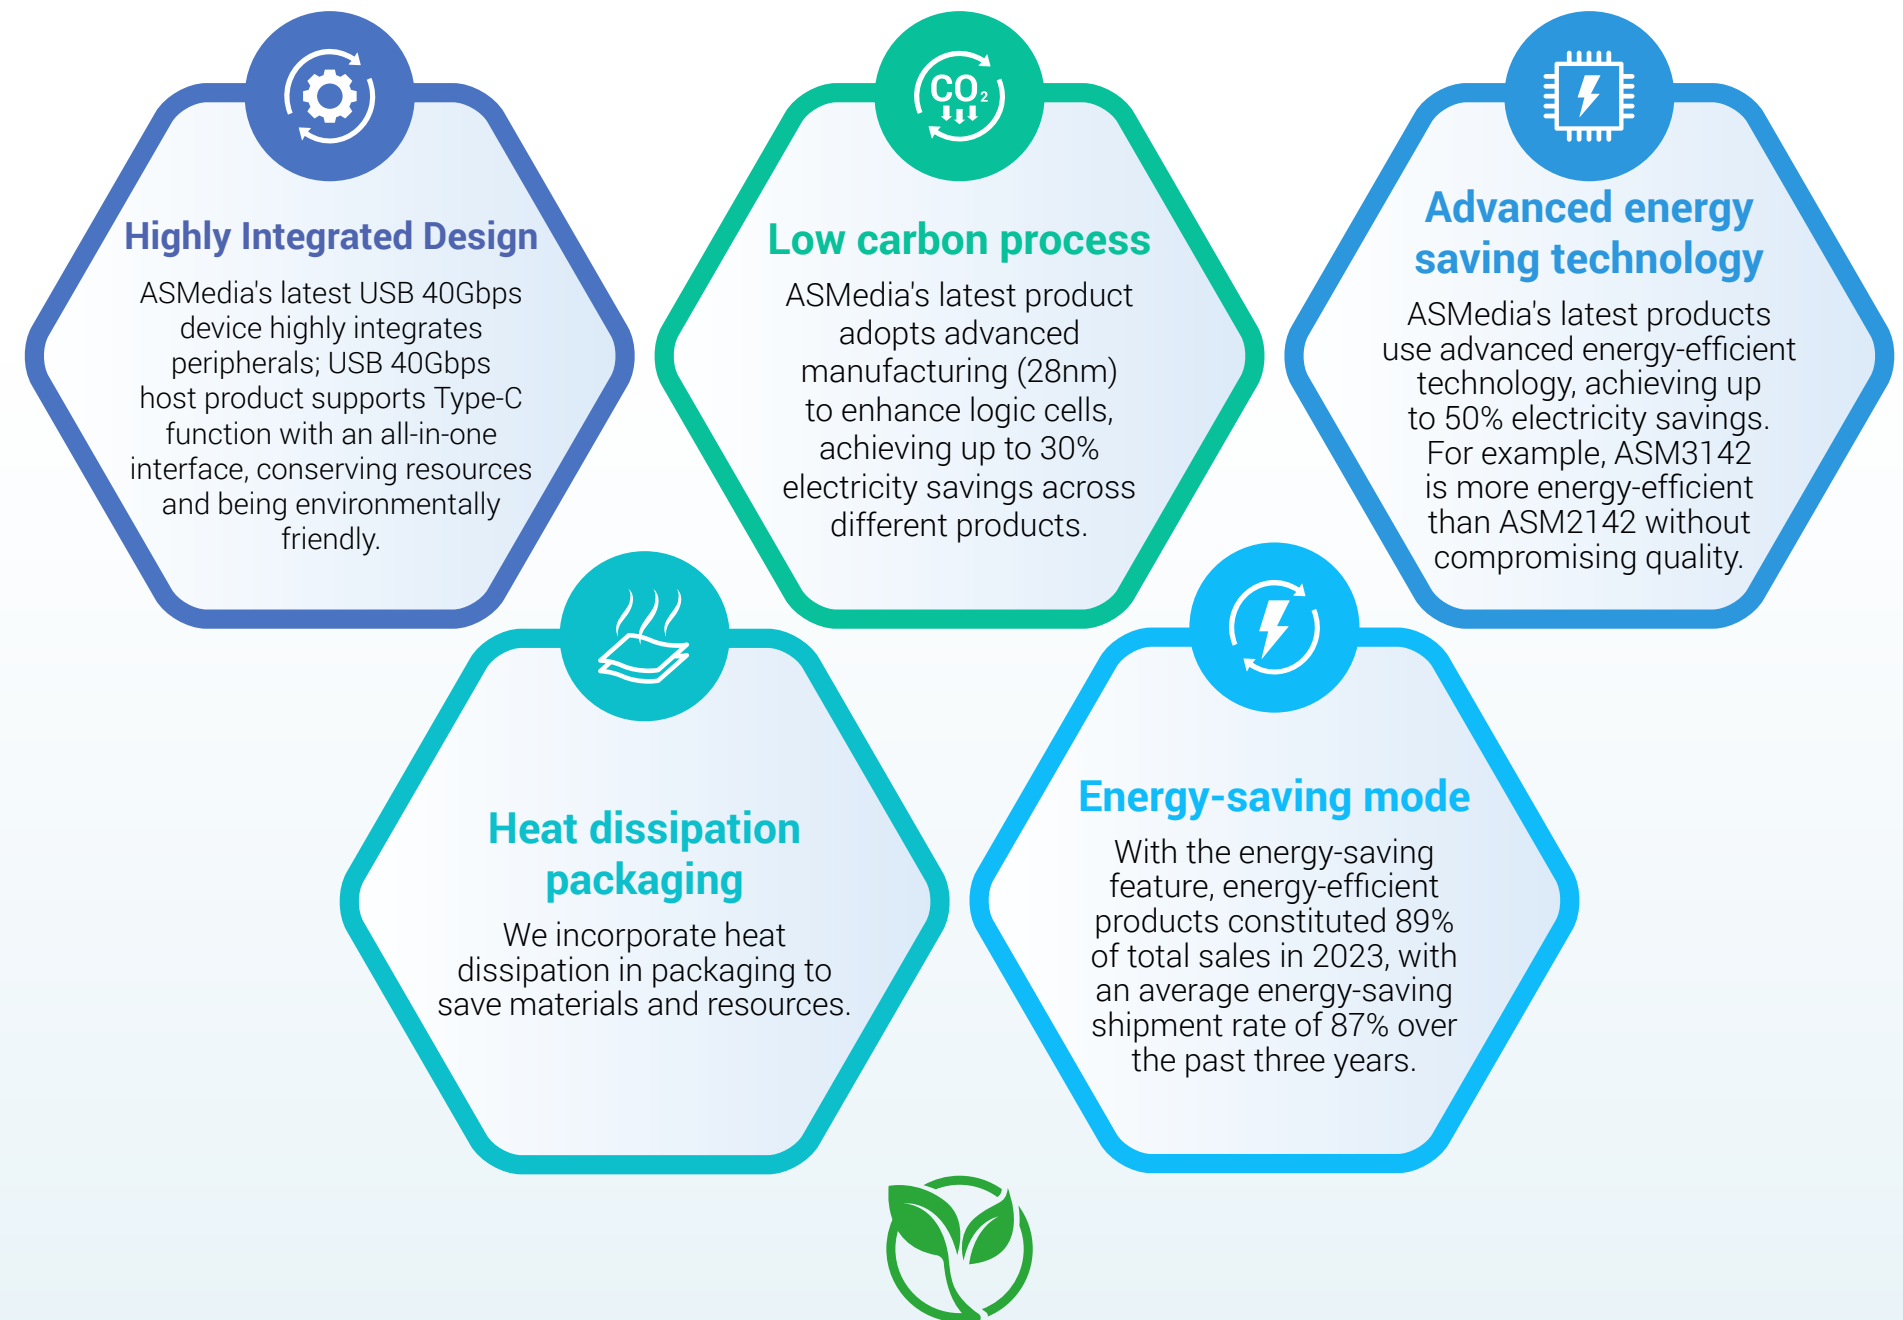 CO₂
Highly Integrated Design
ASMedia's latest USB 40Gbps
device highly integrates
peripherals; USB 40Gbps
host product supports Type-C
function with an all-in-one
interface, conserving resources
and being environmentally
friendly.
Low carbon process
ASMedia's latest product
adopts advanced
manufacturing (28nm)
to enhance logic cells,
achieving up to 30%
electricity savings across
different products.
Advanced energy
saving technology
ASMedia's latest products
use advanced energy-efficient
technology, achieving up
to 50% electricity savings.
For example, ASM3142
is more energy-efficient
than ASM2142 without
compromising quality.
Heat dissipation
packaging
We incorporate heat
dissipation in packaging to
save materials and resources.
Energy-saving mode
With the energy-saving
feature, energy-efficient
products constituted 89%
of total sales in 2023, with
an average energy-saving
shipment rate of 87% over
the past three years.